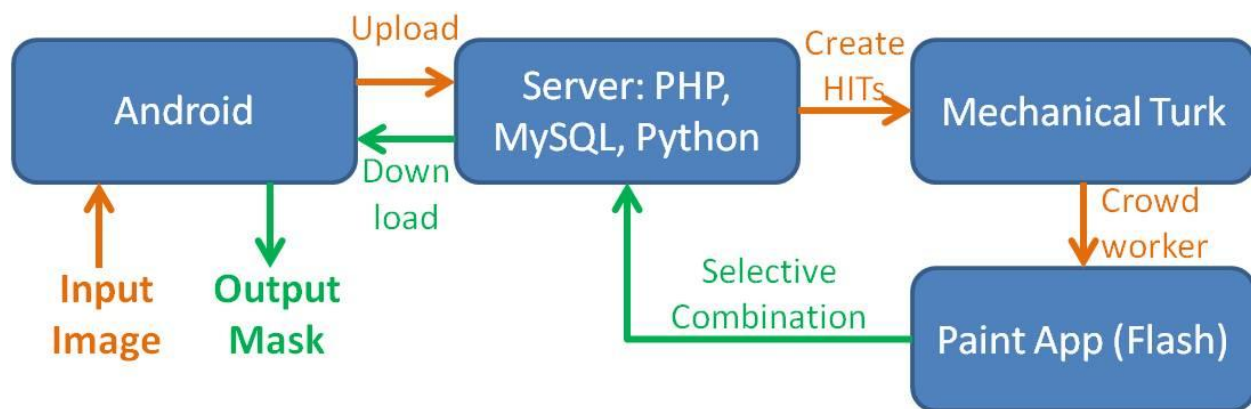 Upload
Android
Down
load
Input
Image
Output
Mask
Server: PHP,
MySQL, Python
Create
HITs
Mechanical Turk
Crowd
worker
Selective
Combination
Paint App (Flash)